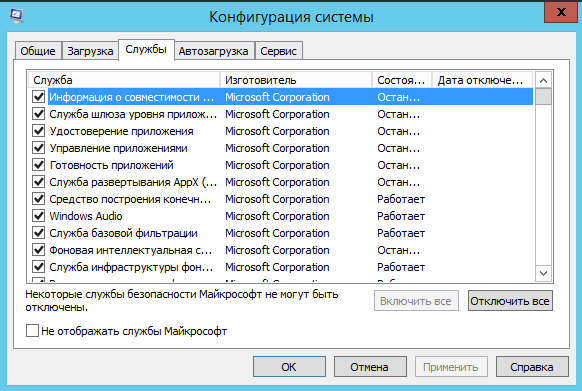 Конфигурация системы
Общие Загрузка Службы Автозагрузка Сервис
Служба Изготовитель Состоя... Дата отключе...
Информация о совместимости ... Microsoft Corporation Остан...
Служба шлюза уровня прилож... Microsoft Corporation Остан...
Удостоверение приложения Microsoft Corporation Остан...
Управление приложениями Microsoft Corporation Остан...
Готовность приложений Microsoft Corporation Остан...
Служба развертывания AppX (... Microsoft Corporation Остан...
Средство построения конечн... Microsoft Corporation Работает
Windows Audio Microsoft Corporation Работает
Служба базовой фильтрации Microsoft Corporation Работает
Фоновая интеллектуальная с... Microsoft Corporation Остан...
Служба инфраструктуры фон... Microsoft Corporation Работает
Некоторые службы безопасности Майкрософт не могут быть
отключены.
Включить все Отключить все
Не отображать службы Майкрософт
ОК Отмена Применить Справка